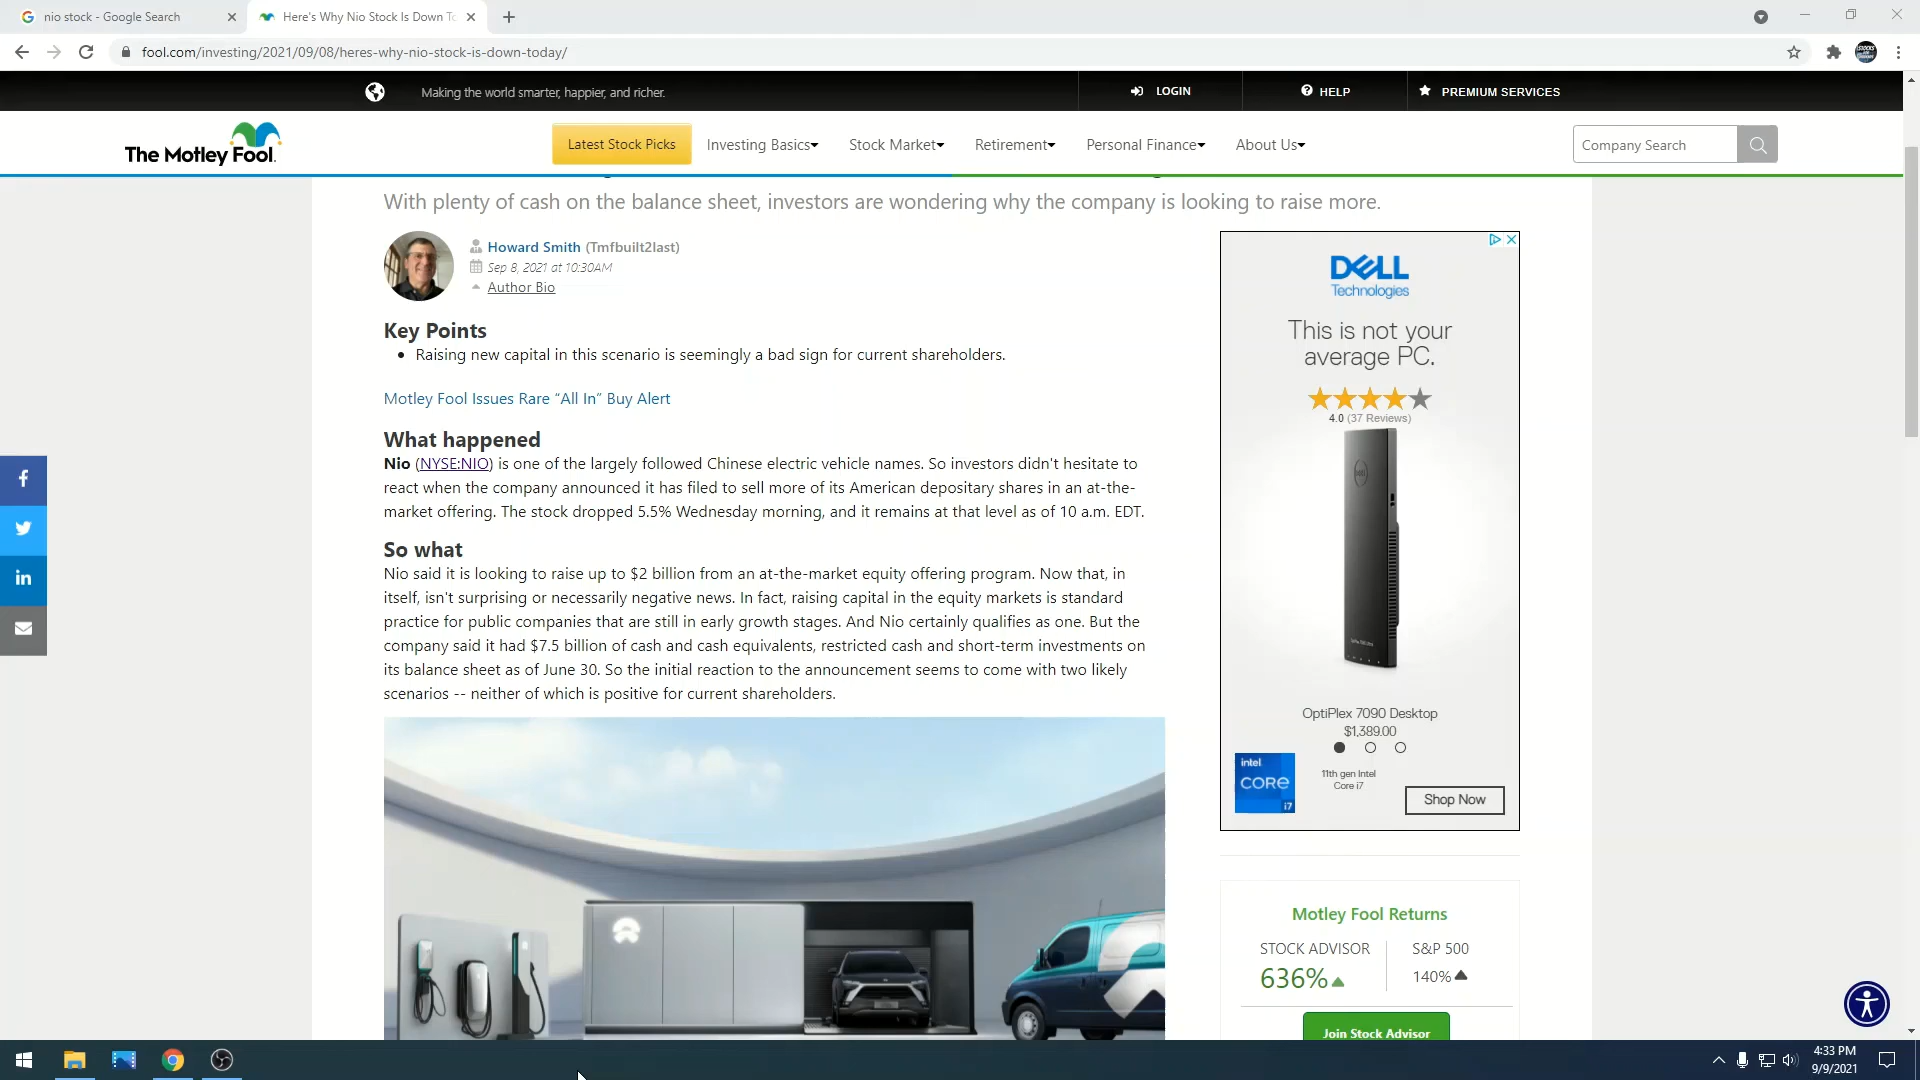 nio stock - Google Search
Here's Why Nio Stock Is Down To
fool.com/investing/2021/09/08/heres-why-nio-stock-is-down-today/
Making the world smarter, happier, and richer.
LOGIN
HELP
PREMIUM SERVICES
The Motley Fool.
Latest Stock Picks
Investing Basics
Stock Market
Retirement
Personal Finance
About Us
Company Search
With plenty of cash on the balance sheet, investors are wondering why the company is looking to raise more.
Howard Smith (Tmfbuilt2last)
Sep 8, 2021 at 10:30AM
Author Bio
Key Points
• Raising new capital in this scenario is seemingly a bad sign for current shareholders.
Motley Fool Issues Rare “All In” Buy Alert
What happened
Nio (NYSE:NIO) is one of the largely followed Chinese electric vehicle names. So investors didn't hesitate to
react when the company announced it has filed to sell more of its American depositary shares in an at-the-
market offering. The stock dropped 5.5% Wednesday morning, and it remains at that level as of 10 a.m. EDT.
So what
Nio said it is looking to raise up to $2 billion from an at-the-market equity offering program. Now that, in
itself, isn't surprising or necessarily negative news. In fact, raising capital in the equity markets is standard
practice for public companies that are still in early growth stages. And Nio certainly qualifies as one. But the
company said it had $7.5 billion of cash and cash equivalents, restricted cash and short-term investments on
its balance sheet as of June 30. So the initial reaction to the announcement seems to come with two likely
scenarios -- neither of which is positive for current shareholders.
DELL
Technologies
This is not your
average PC.
4.0 (37 Reviews)
OptiPlex 7090 Desktop
$1,389.00
intel
CORE
i7
11th gen Intel
Core i7
Shop Now
Motley Fool Returns
STOCK ADVISOR
S&P 500
636%
140%
Join Stock Advisor
4:33 PM
9/9/2021